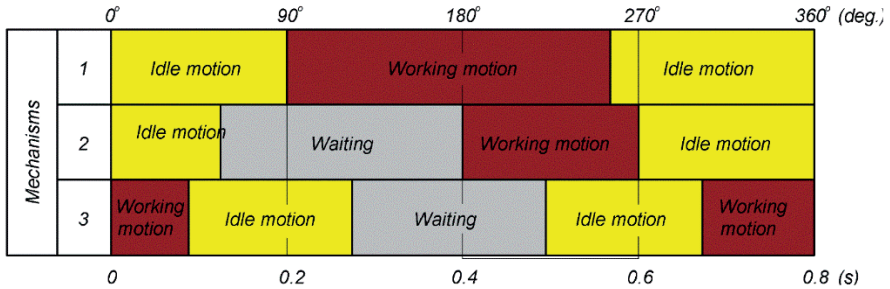 0° 90° 180° 270° 360° (deg.)
Mechanisms
1 Idle motion Working motion Idle motion
2 Idle motion Waiting Working motion Idle motion
3 Working motion Idle motion Waiting Idle motion Working motion
0 0.2 0.4 0.6 0.8 (s)